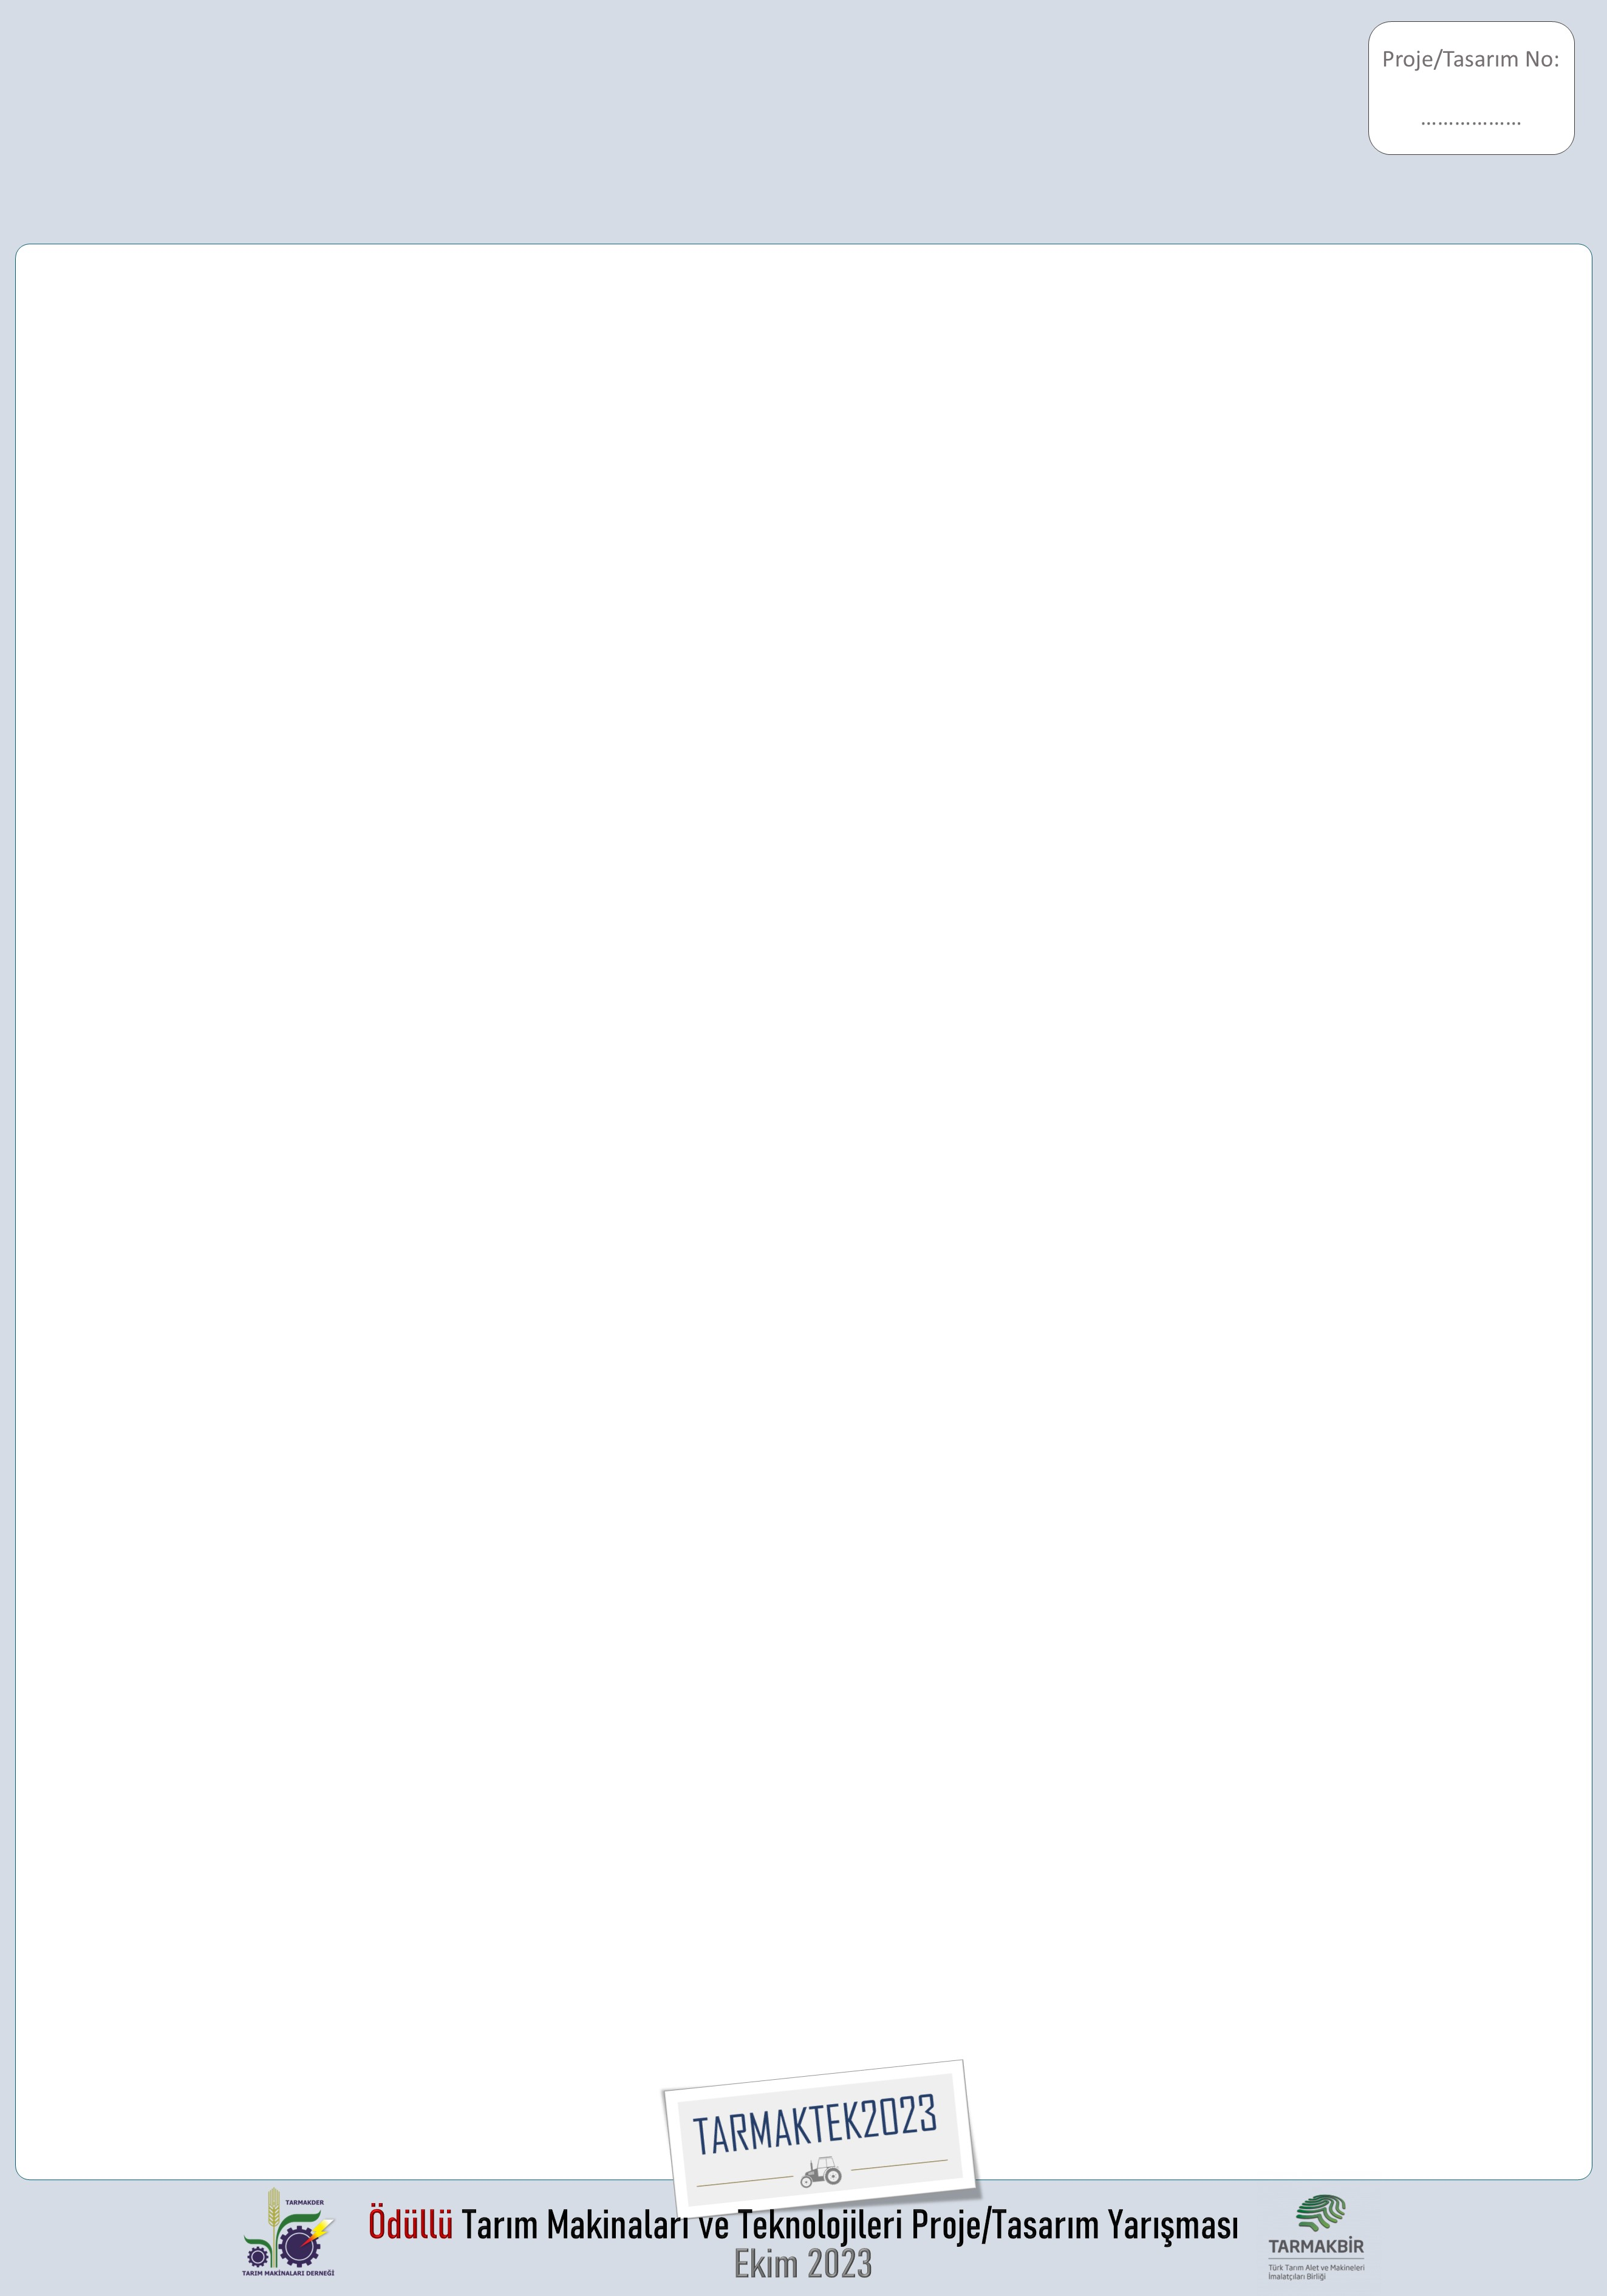 Proje/Tasarım No:
..................
TARMAKTEK2023
TARMAKDER
TARIM MAKİNALARI DERNEĞİ
Ödüllü Tarım Makinaları ve Teknolojileri Proje/Tasarım Yarışması
Ekim 2023
TARMAKBİR
Türk Tarım Alet ve Makineleri
İmalatçıları Birliği